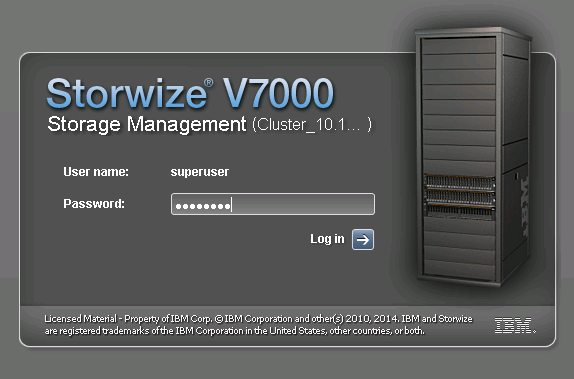 Storwize® V7000
Storage Management (Cluster_10.1... )
User name: superuser
Password: ●●●●●●●●
Log in
Licensed Material - Property of IBM Corp. © IBM Corporation and other(s) 2010, 2014. IBM and Storwize
are registered trademarks of the IBM Corporation in the United States, other countries, or both.
IBM.
IBM